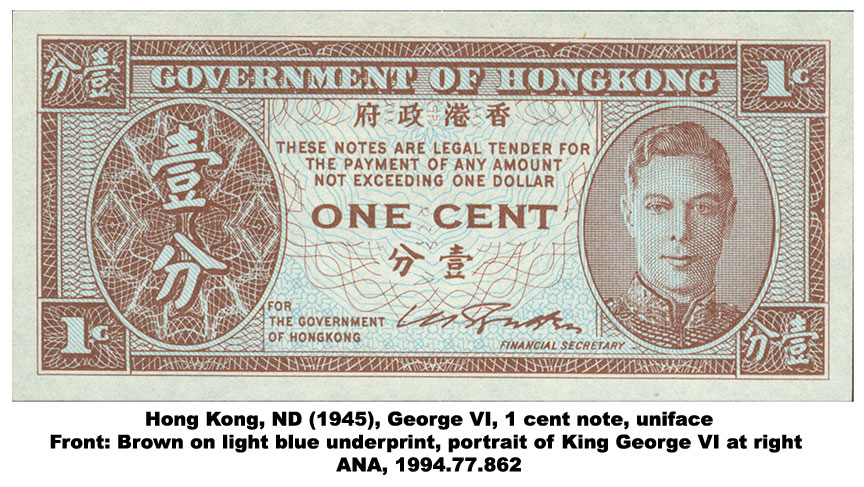 分壹 GOVERNMENT OF HONGKONG 1C
府政港香
THESE NOTES ARE LEGAL TENDER FOR
THE PAYMENT OF ANY AMOUNT
NOT EXCEEDING ONE DOLLAR
壹
分
ONE CENT
分壹
FOR
THE GOVERNMENT
OF HONGKONG
FINANCIAL SECRETARY
1C
分壹
Hong Kong, ND (1945), George VI, 1 cent note, uniface
Front: Brown on light blue underprint, portrait of King George VI at right
ANA, 1994.77.862